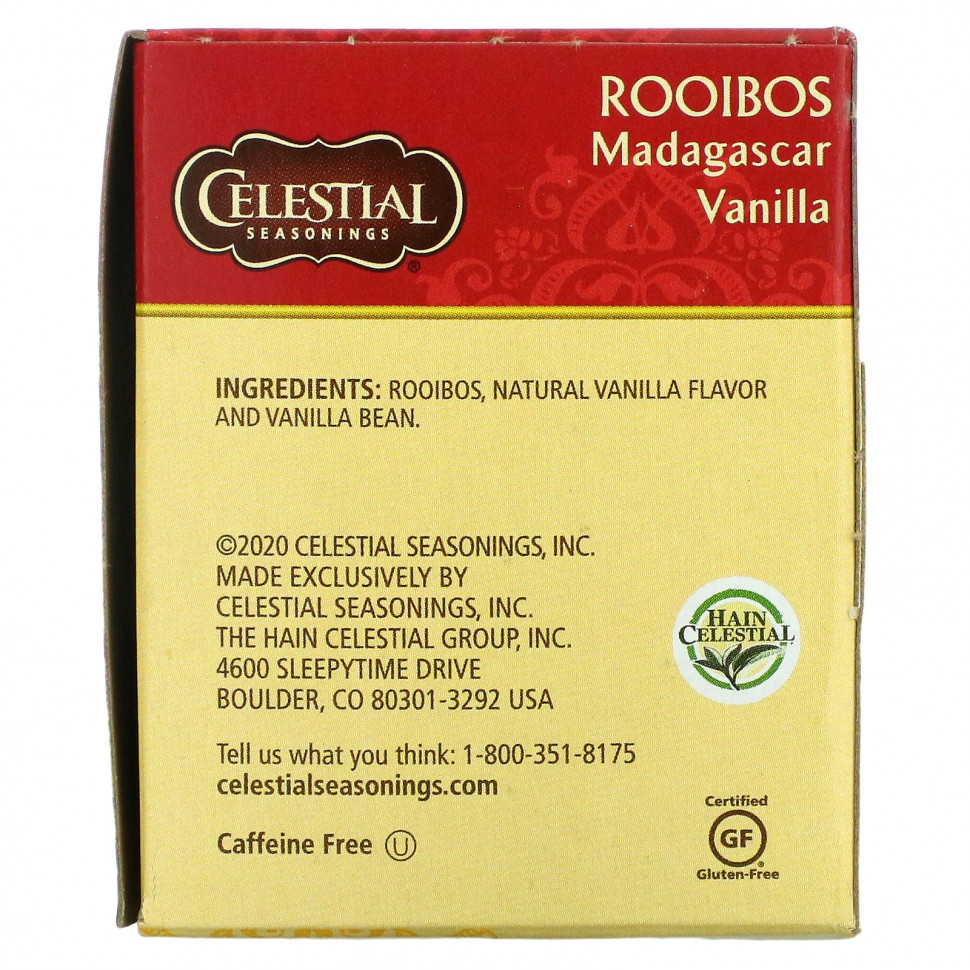 ROOIBOS
Madagascar
Vanilla
CELESTIAL
SEASONINGS®
INGREDIENTS: ROOIBOS, NATURAL VANILLA FLAVOR
AND VANILLA BEAN.
©2020 CELESTIAL SEASONINGS, INC.
MADE EXCLUSIVELY BY
CELESTIAL SEASONINGS, INC.
THE HAIN CELESTIAL GROUP, INC.
4600 SLEEPYTIME DRIVE
BOULDER, CO 80301-3292 USA
HAIN
CELESTIAL®
Tell us what you think: 1-800-351-8175
celestialseasonings.com
Caffeine Free U
Certified
GF®
Gluten-Free